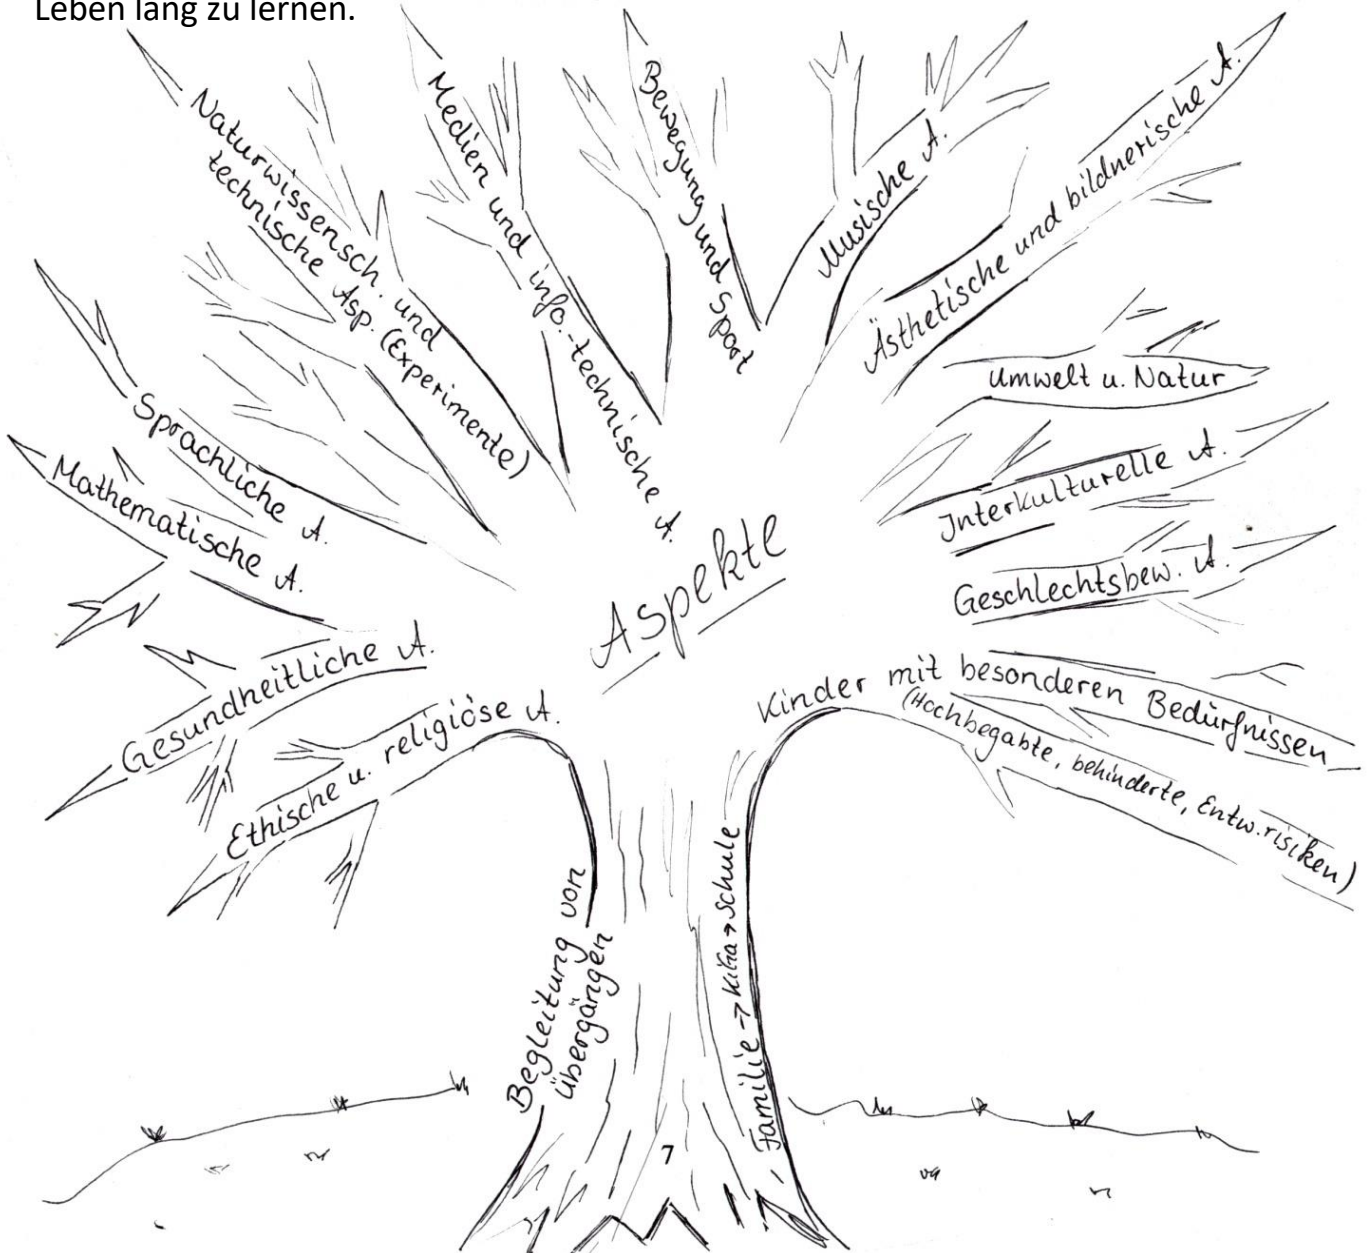 Leben lang zu lernen.
Naturwissensch. und
technische Asp. (Experimente)
Medien und info.-technische A.
Bewegung und Sport
Musische A.
Ästhetische und bildnerische A.
Umwelt u. Natur
Interkulturelle A.
Geschlechtsbew. A.
Kinder mit besonderen Bedürfnissen
(Hochbegabte, behinderte, Entw.risiken)
Sprachliche A.
Mathematische A.
Gesundheitliche A.
Ethische u. religiöse A.
Aspekte
Begleitung von
Übergängen
Familie → KiGa → Schule
7